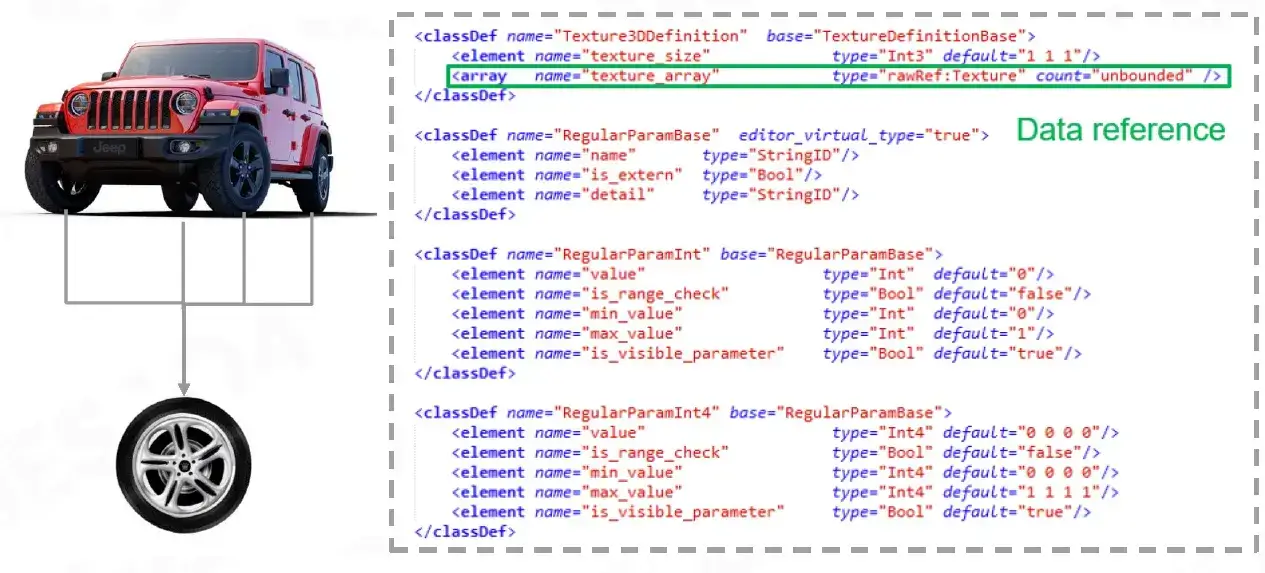 Jeep
<classDef name="Texture3DDefinition" base="TextureDefinitionBase">
<element name="texture_size" type="Int3" default="1 1 1"/>
<array name="texture_array" type="rawRef:Texture" count="unbounded" />
</classDef>
Data reference
<classDef name="RegularParamBase" editor_virtual_type="true">
<element name="name" type="StringID"/>
<element name="is_extern" type="Bool"/>
<element name="detail" type="StringID"/>
</classDef>
<classDef name="RegularParamInt" base="RegularParamBase">
<element name="value" type="Int" default="0"/>
<element name="is_range_check" type="Bool" default="false"/>
<element name="min_value" type="Int" default="0"/>
<element name="max_value" type="Int" default="1"/>
<element name="is_visible_parameter" type="Bool" default="true"/>
</classDef>
<classDef name="RegularParamInt4" base="RegularParamBase">
<element name="value" type="Int4" default="0 0 0 0"/>
<element name="is_range_check" type="Bool" default="false"/>
<element name="min_value" type="Int4" default="0 0 0 0"/>
<element name="max_value" type="Int4" default="1 1 1 1"/>
<element name="is_visible_parameter" type="Bool" default="true"/>
</classDef>